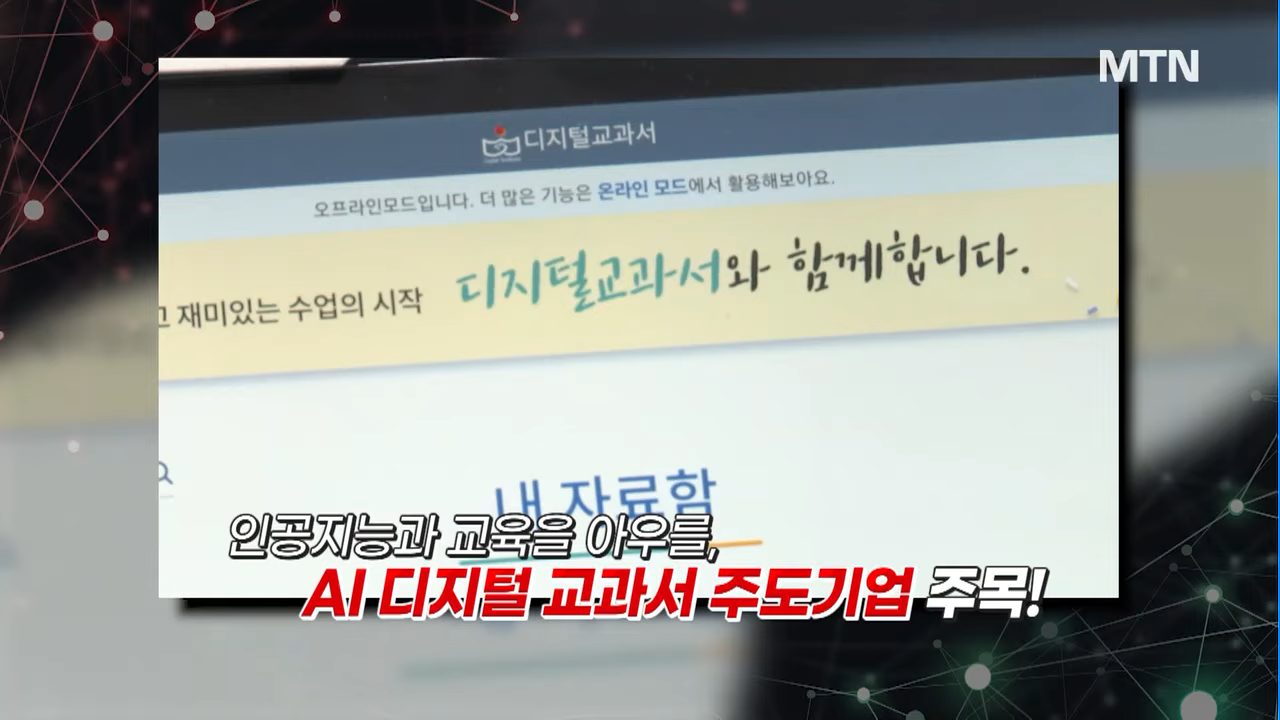 MTN
디지털교과서
오프라인모드입니다. 더 많은 기능은 온라인 모드에서 활용해보아요.
고 재미있는 수업의 시작 디지털교과서와 함께합니다.
내 자료함
인공지능과 교육을 아우를,
AI 디지털 교과서 주도기업 주목!